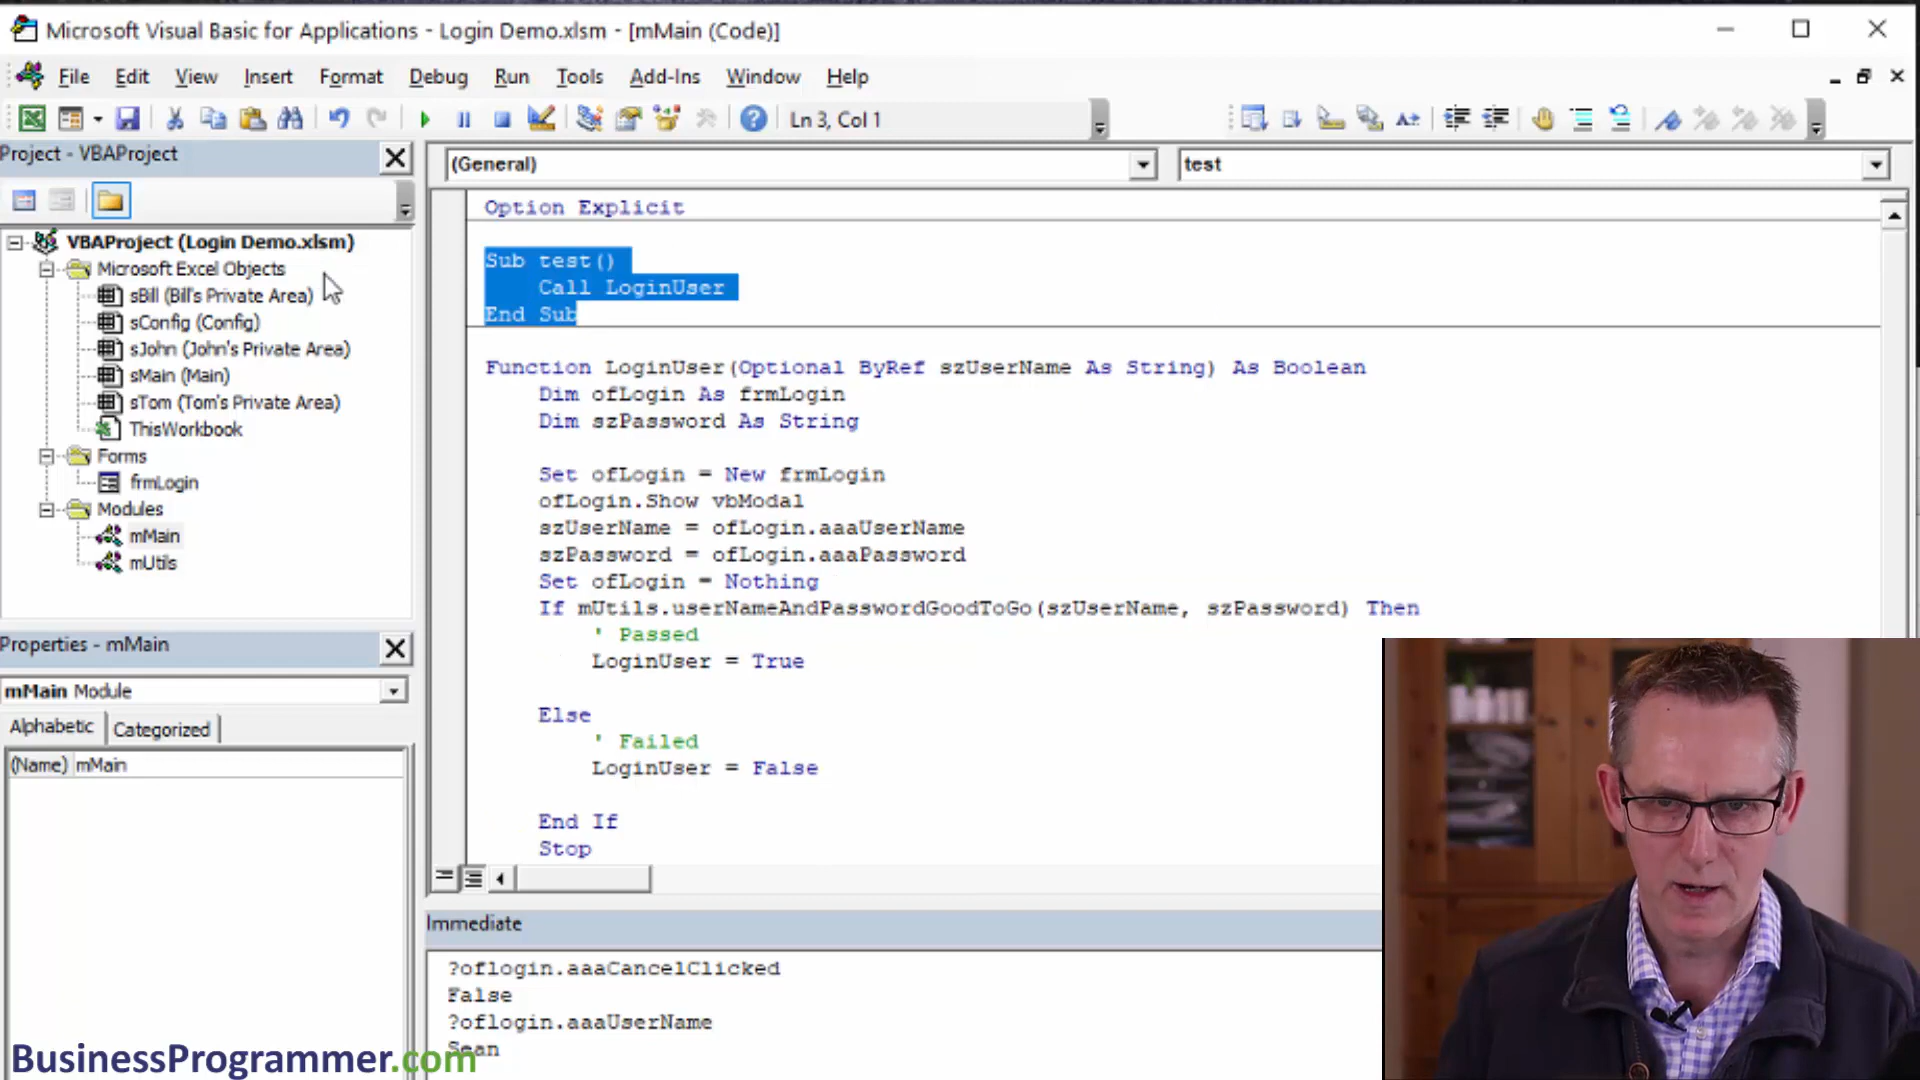 Microsoft Visual Basic for Applications - Login Demo.xlsm - [mMain (Code)]
File Edit View Insert Format Debug Run Tools Add-Ins Window Help
Ln 3, Col 1
Project - VBAProject
VBAProject (Login Demo.xlsm)
Microsoft Excel Objects
sBill (Bill's Private Area)
sConfig (Config)
sJohn (John's Private Area)
sMain (Main)
sTom (Tom's Private Area)
ThisWorkbook
Forms
frmLogin
Modules
mMain
mUtils
Properties - mMain
mMain Module
Alphabetic Categorized
(Name) mMain
(General) test
Option Explicit
Sub test()
Call LoginUser
End Sub
Function LoginUser(Optional ByRef szUserName As String) As Boolean
Dim ofLogin As frmLogin
Dim szPassword As String
Set ofLogin = New frmLogin
ofLogin.Show vbModal
szUserName = ofLogin.aaaUserName
szPassword = ofLogin.aaaPassword
Set ofLogin = Nothing
If mUtils.userNameAndPasswordGoodToGo(szUserName, szPassword) Then
' Passed
LoginUser = True
Else
' Failed
LoginUser = False
End If
Stop
Immediate
?oflogin.aaaCancelClicked
False
?oflogin.aaaUserName
Sean
BusinessProgrammer.com